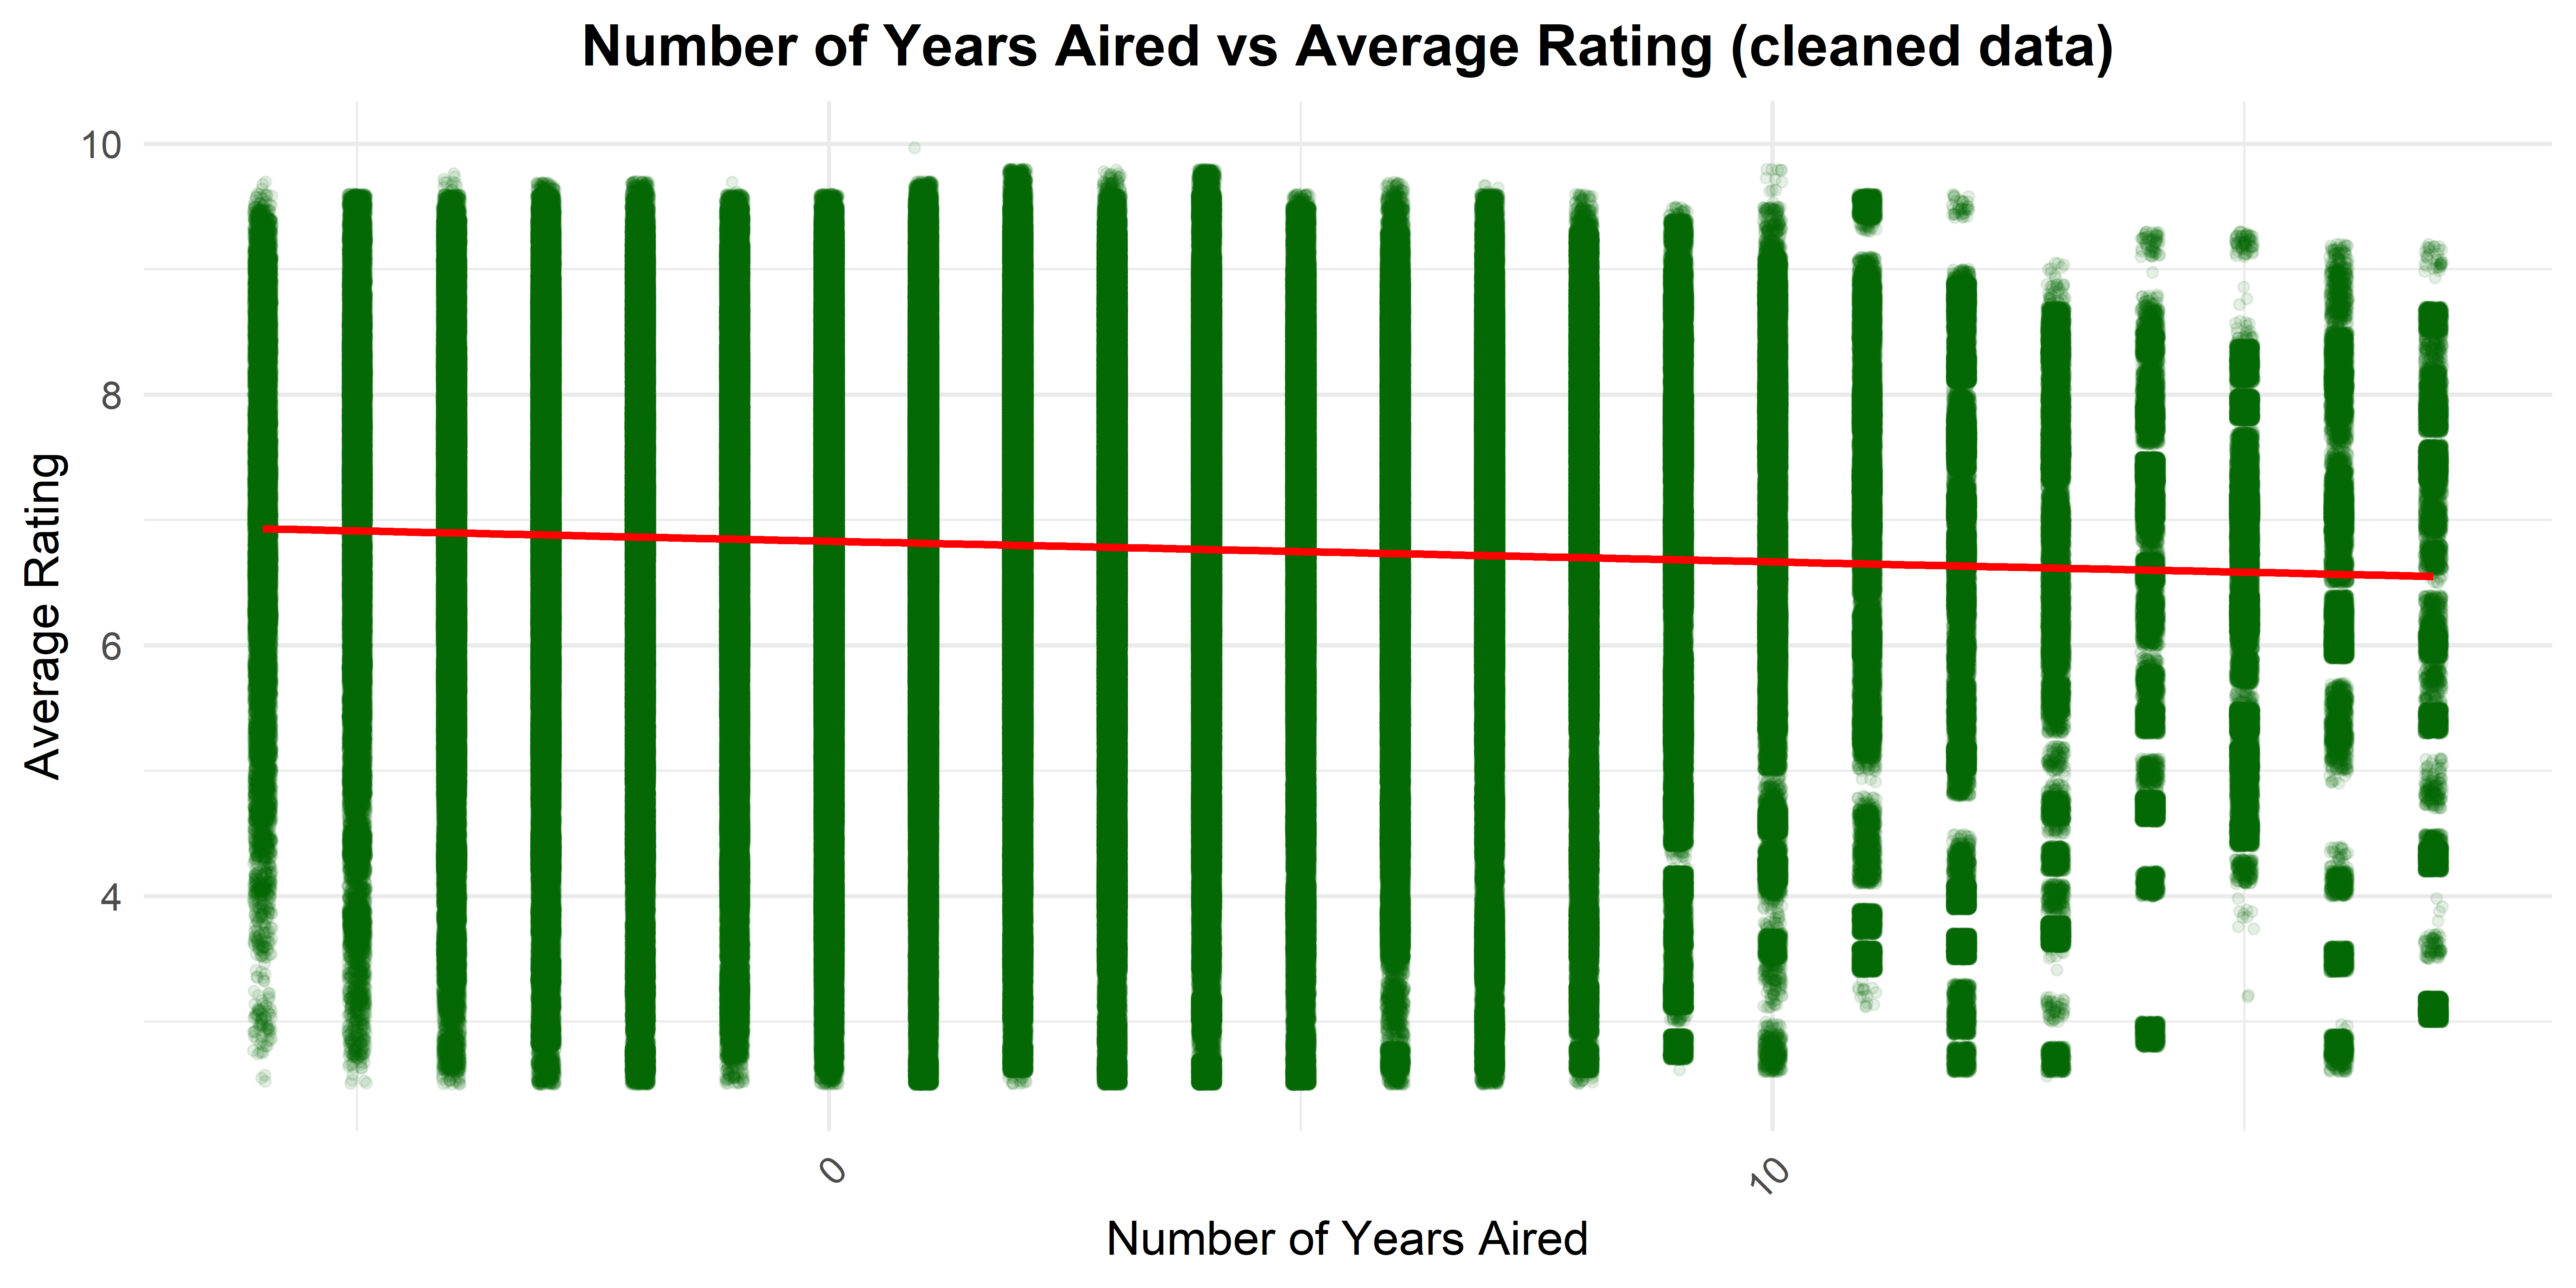 Number of Years Aired vs Average Rating (cleaned data)
Average Rating
10
8
6
4
0
10
Number of Years Aired